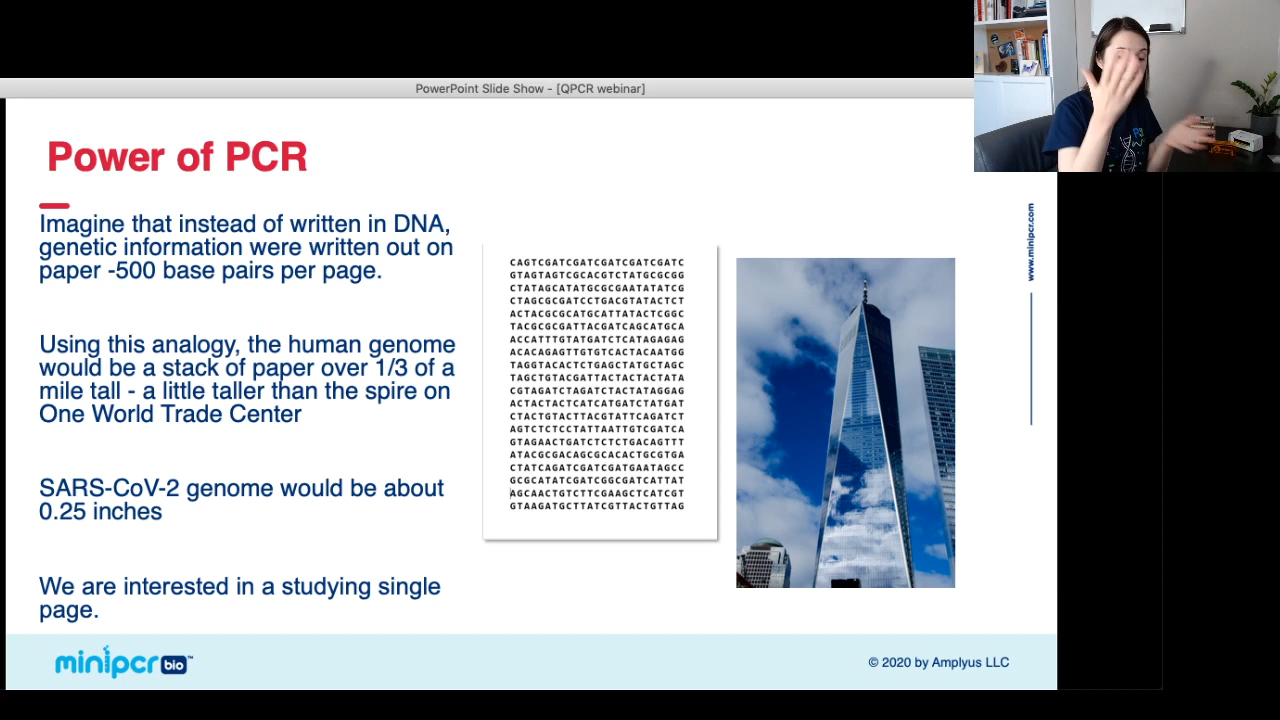 PowerPoint Slide Show - [QPCR webinar]
Power of PCR
Imagine that instead of written in DNA,
genetic information were written out on
paper -500 base pairs per page.
Using this analogy, the human genome
would be a stack of paper over 1/3 of a
mile tall - a little taller than the spire on
One World Trade Center
SARS-CoV-2 genome would be about
0.25 inches
We are interested in a studying single
page.
CAGTCGATCGATCGATCGATCGATC
GTAGTAGTCGCACGTCTATGCGCGG
CTATAGCATATGCGCGAATATATCG
CTAGCGCGATCCTGACGTATACTCT
ACTACGCGCATGCATTATACTCGGC
TACGCGCGATTACGATCAGCATGCA
ACCATTTGTATGATCTCATAGAGAG
ACACAGAGTTGTGTCACTACAATGG
TAGGTACACTCTGAGCTATGCTAGC
TAGCTGTACGATTACTACTACTATA
CGTAGATCTAGATCTACTATAGGAG
ACTACTACTCATCATGATCTATGAT
CTACTGTACTTACGTATTCAGATCT
AGTCTCTCCTATTAATTGTCGATCA
GTAGAACTGATCTCTCTGACAGTTT
ATACGCGACAGCGCACACTGCGTGA
CTATCAGATCGATCGATGAATAGCC
GCGCATATCGATCGGCGATCATTAT
AGCAACTGTCTTCGAAGCTCATCGT
GTAAGATGCTTATCGTTACTGTTAG
www.minipcr.com
minipcr bio™
© 2020 by Amplyus LLC